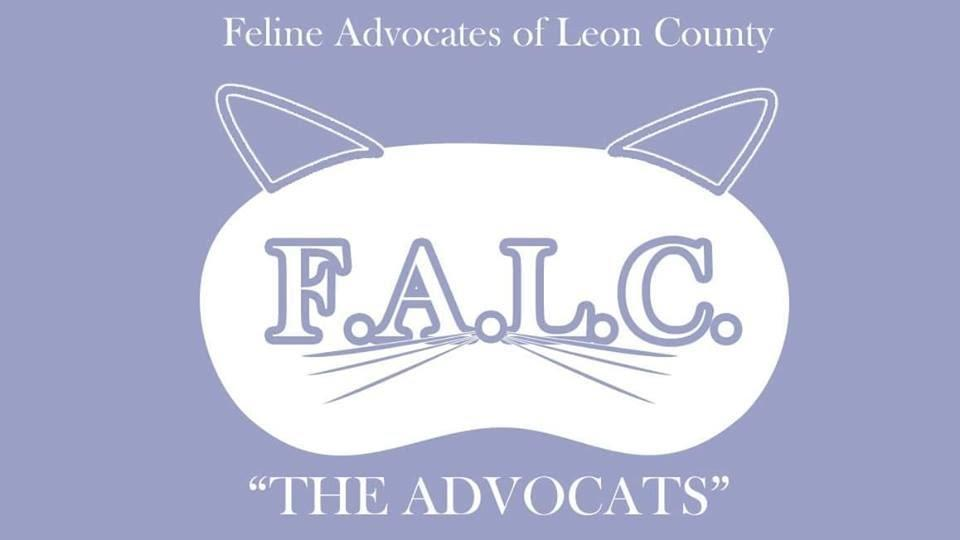 Feline Advocates of Leon County
F.A.L.C.
“THE ADVOCATS”